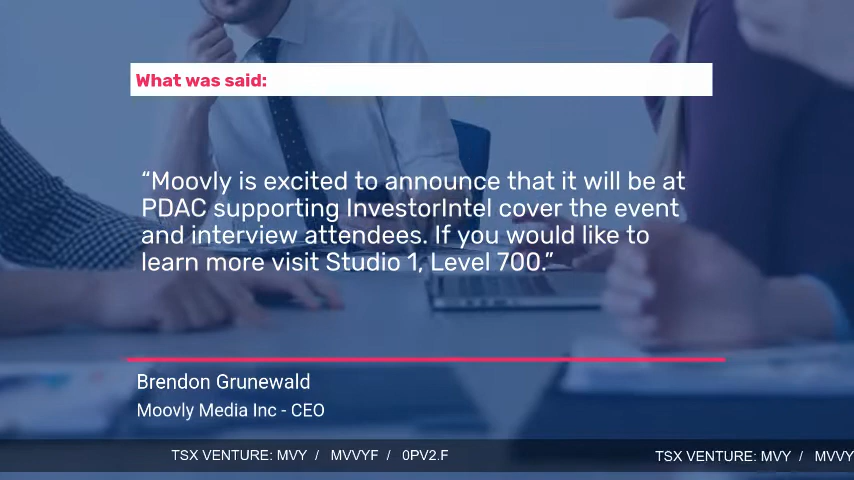 What was said:
“Moovly is excited to announce that it will be at
PDAC supporting InvestorIntel cover the event
and interview attendees. If you would like to
learn more visit Studio 1, Level 700.”
Brendon Grunewald
Moovly Media Inc - CEO
TSX VENTURE: MVY / MVVYF / 0PV2.F TSX VENTURE: MVY / MVVY